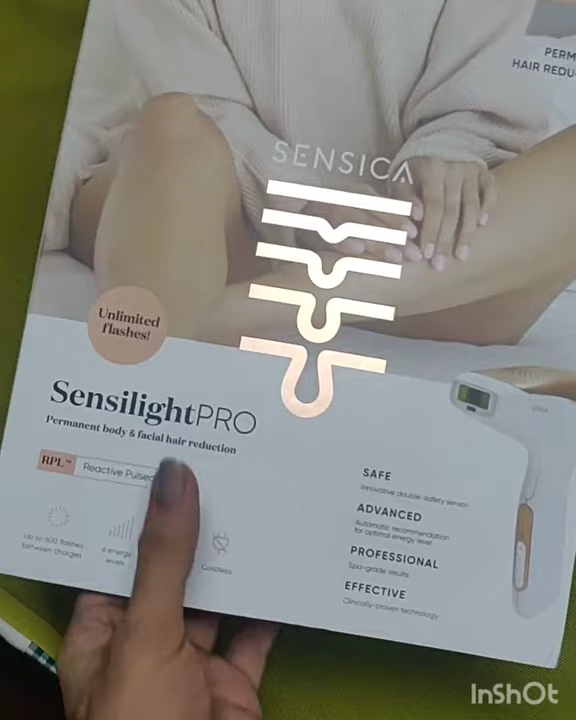 PERM
HAIR REDU
SENSICA
Unlimited
flashes!
SensilightPRO
Permanent body & facial hair reduction
RPL™ Reactive Pulsed
SAFE
Innovative double-safety sensor
ADVANCED
Automatic recommendation
for optimal energy level
PROFESSIONAL
Spa-grade results
EFFECTIVE
Clinically-proven technology
Up to 600 flashes
between charges
6 energy
levels
Cordless
InShOt